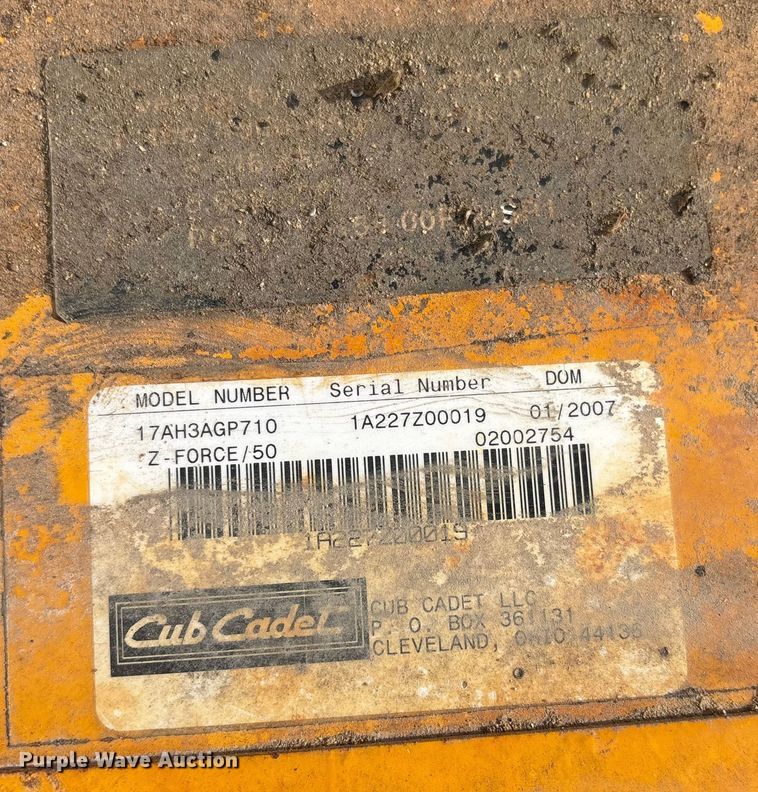 MODEL NUMBER Serial Number DOM
17AH3AGP710 1A227Z00019 01/2007
Z-FORCE/50 02002754
1A227Z00019
Cub Cadet
CUB CADET LLC
P. O. BOX 361131
CLEVELAND, OHIO 44136
Purple Wave Auction